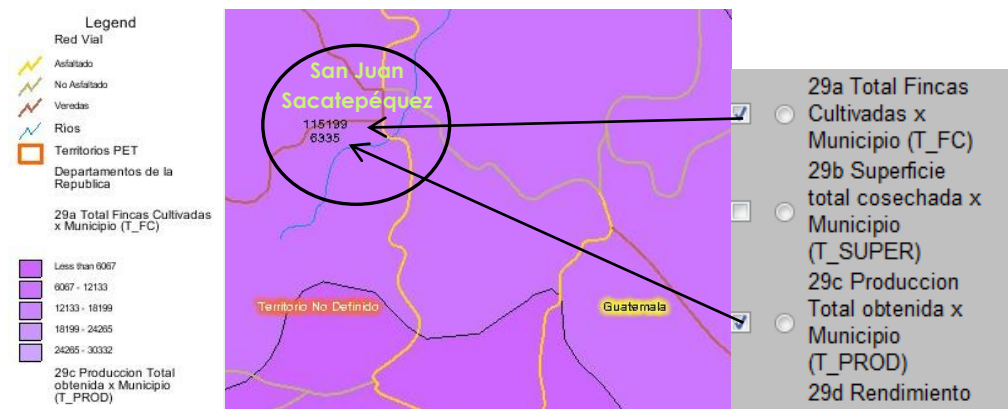 Legend
Red Vial
Asfaltado
No Asfaltado
Veredas
Rios
Territorios PET
Departamentos de la
Republica
29a Total Fincas Cultivadas
x Municipio (T_FC)
Less than 6067
6067 - 12133
12133 - 18199
18199 - 24265
24265 - 30332
29c Produccion Total
obtenida x Municipio
(T_PROD)
San Juan
Sacatepéquez
115199
6335
Territorio No Definido
Guatemala
29a Total Fincas
Cultivadas x
Municipio (T_FC)
29b Superficie
total cosechada x
Municipio
(T_SUPER)
29c Produccion
Total obtenida x
Municipio
(T_PROD)
29d Rendimiento